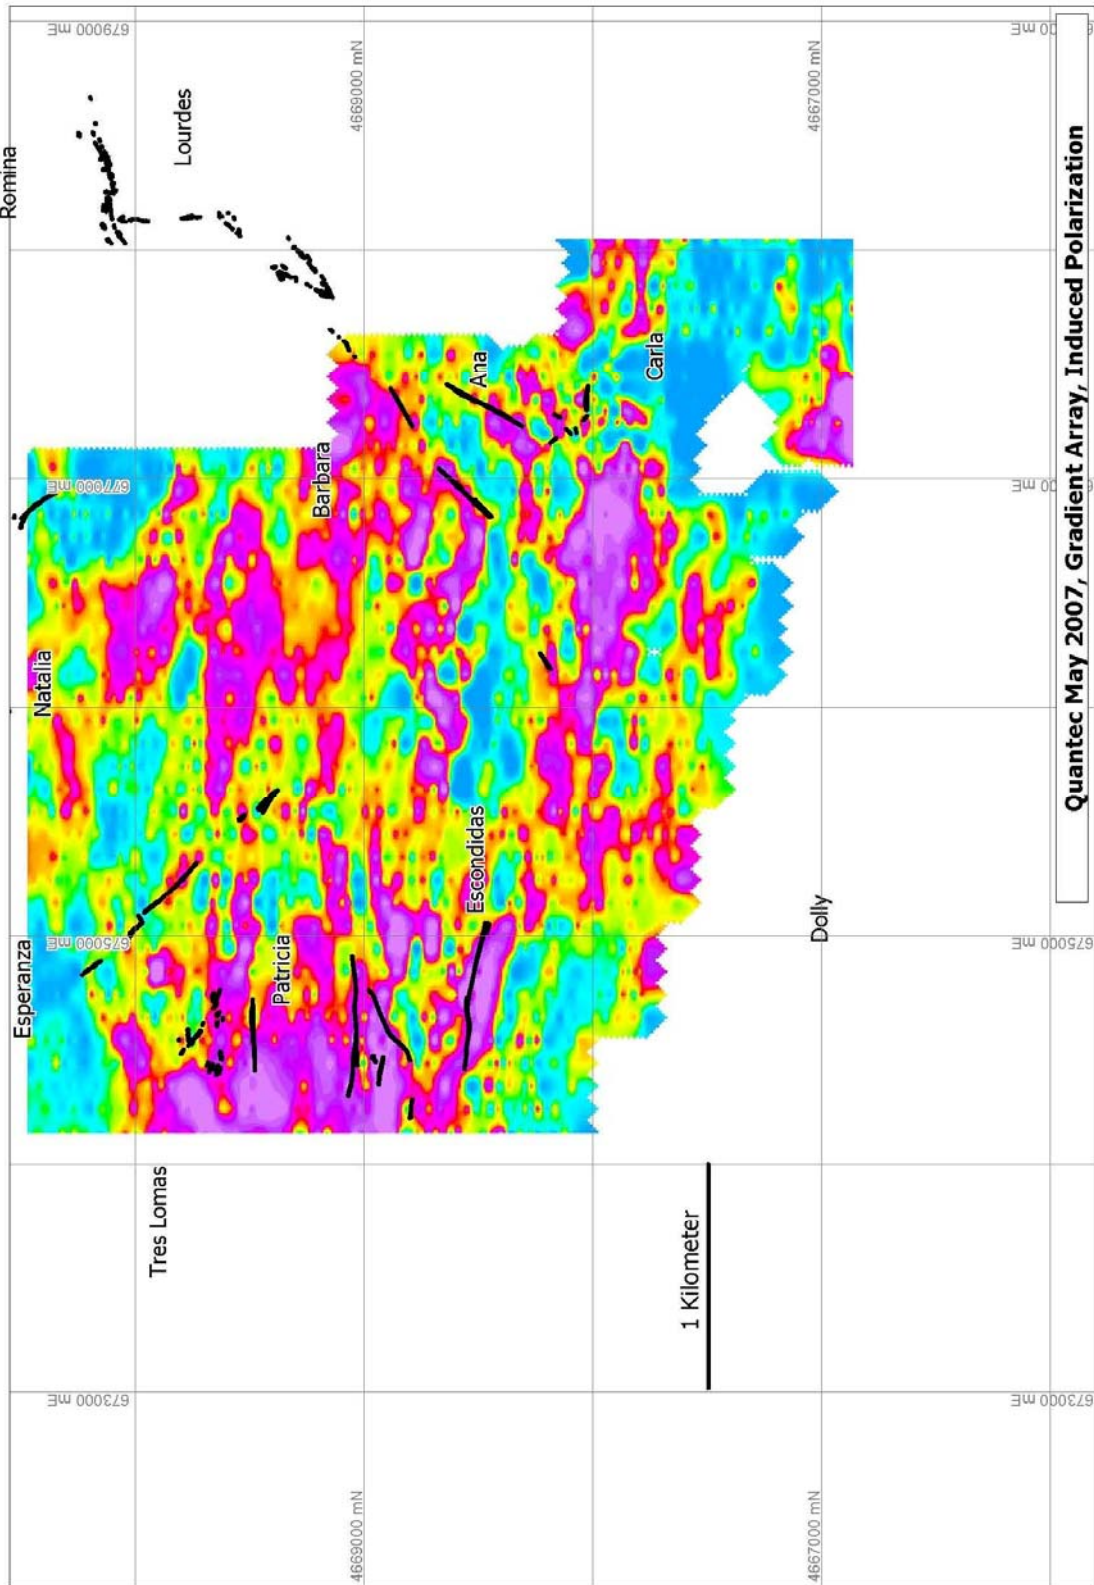 Romina
Esperanza
Natalia
673000 mE
675000 mE
677000 mE
679000 mE
Tres Lomas
Lourdes
Patricia
Barbara
4669000 mN
4669000 mN
Escondidas
Ana
Carla
1 Kilometer
4667000 mN
4667000 mN
Dolly
673000 mE
675000 mE
Quantec May 2007, Gradient Array, Induced Polarization